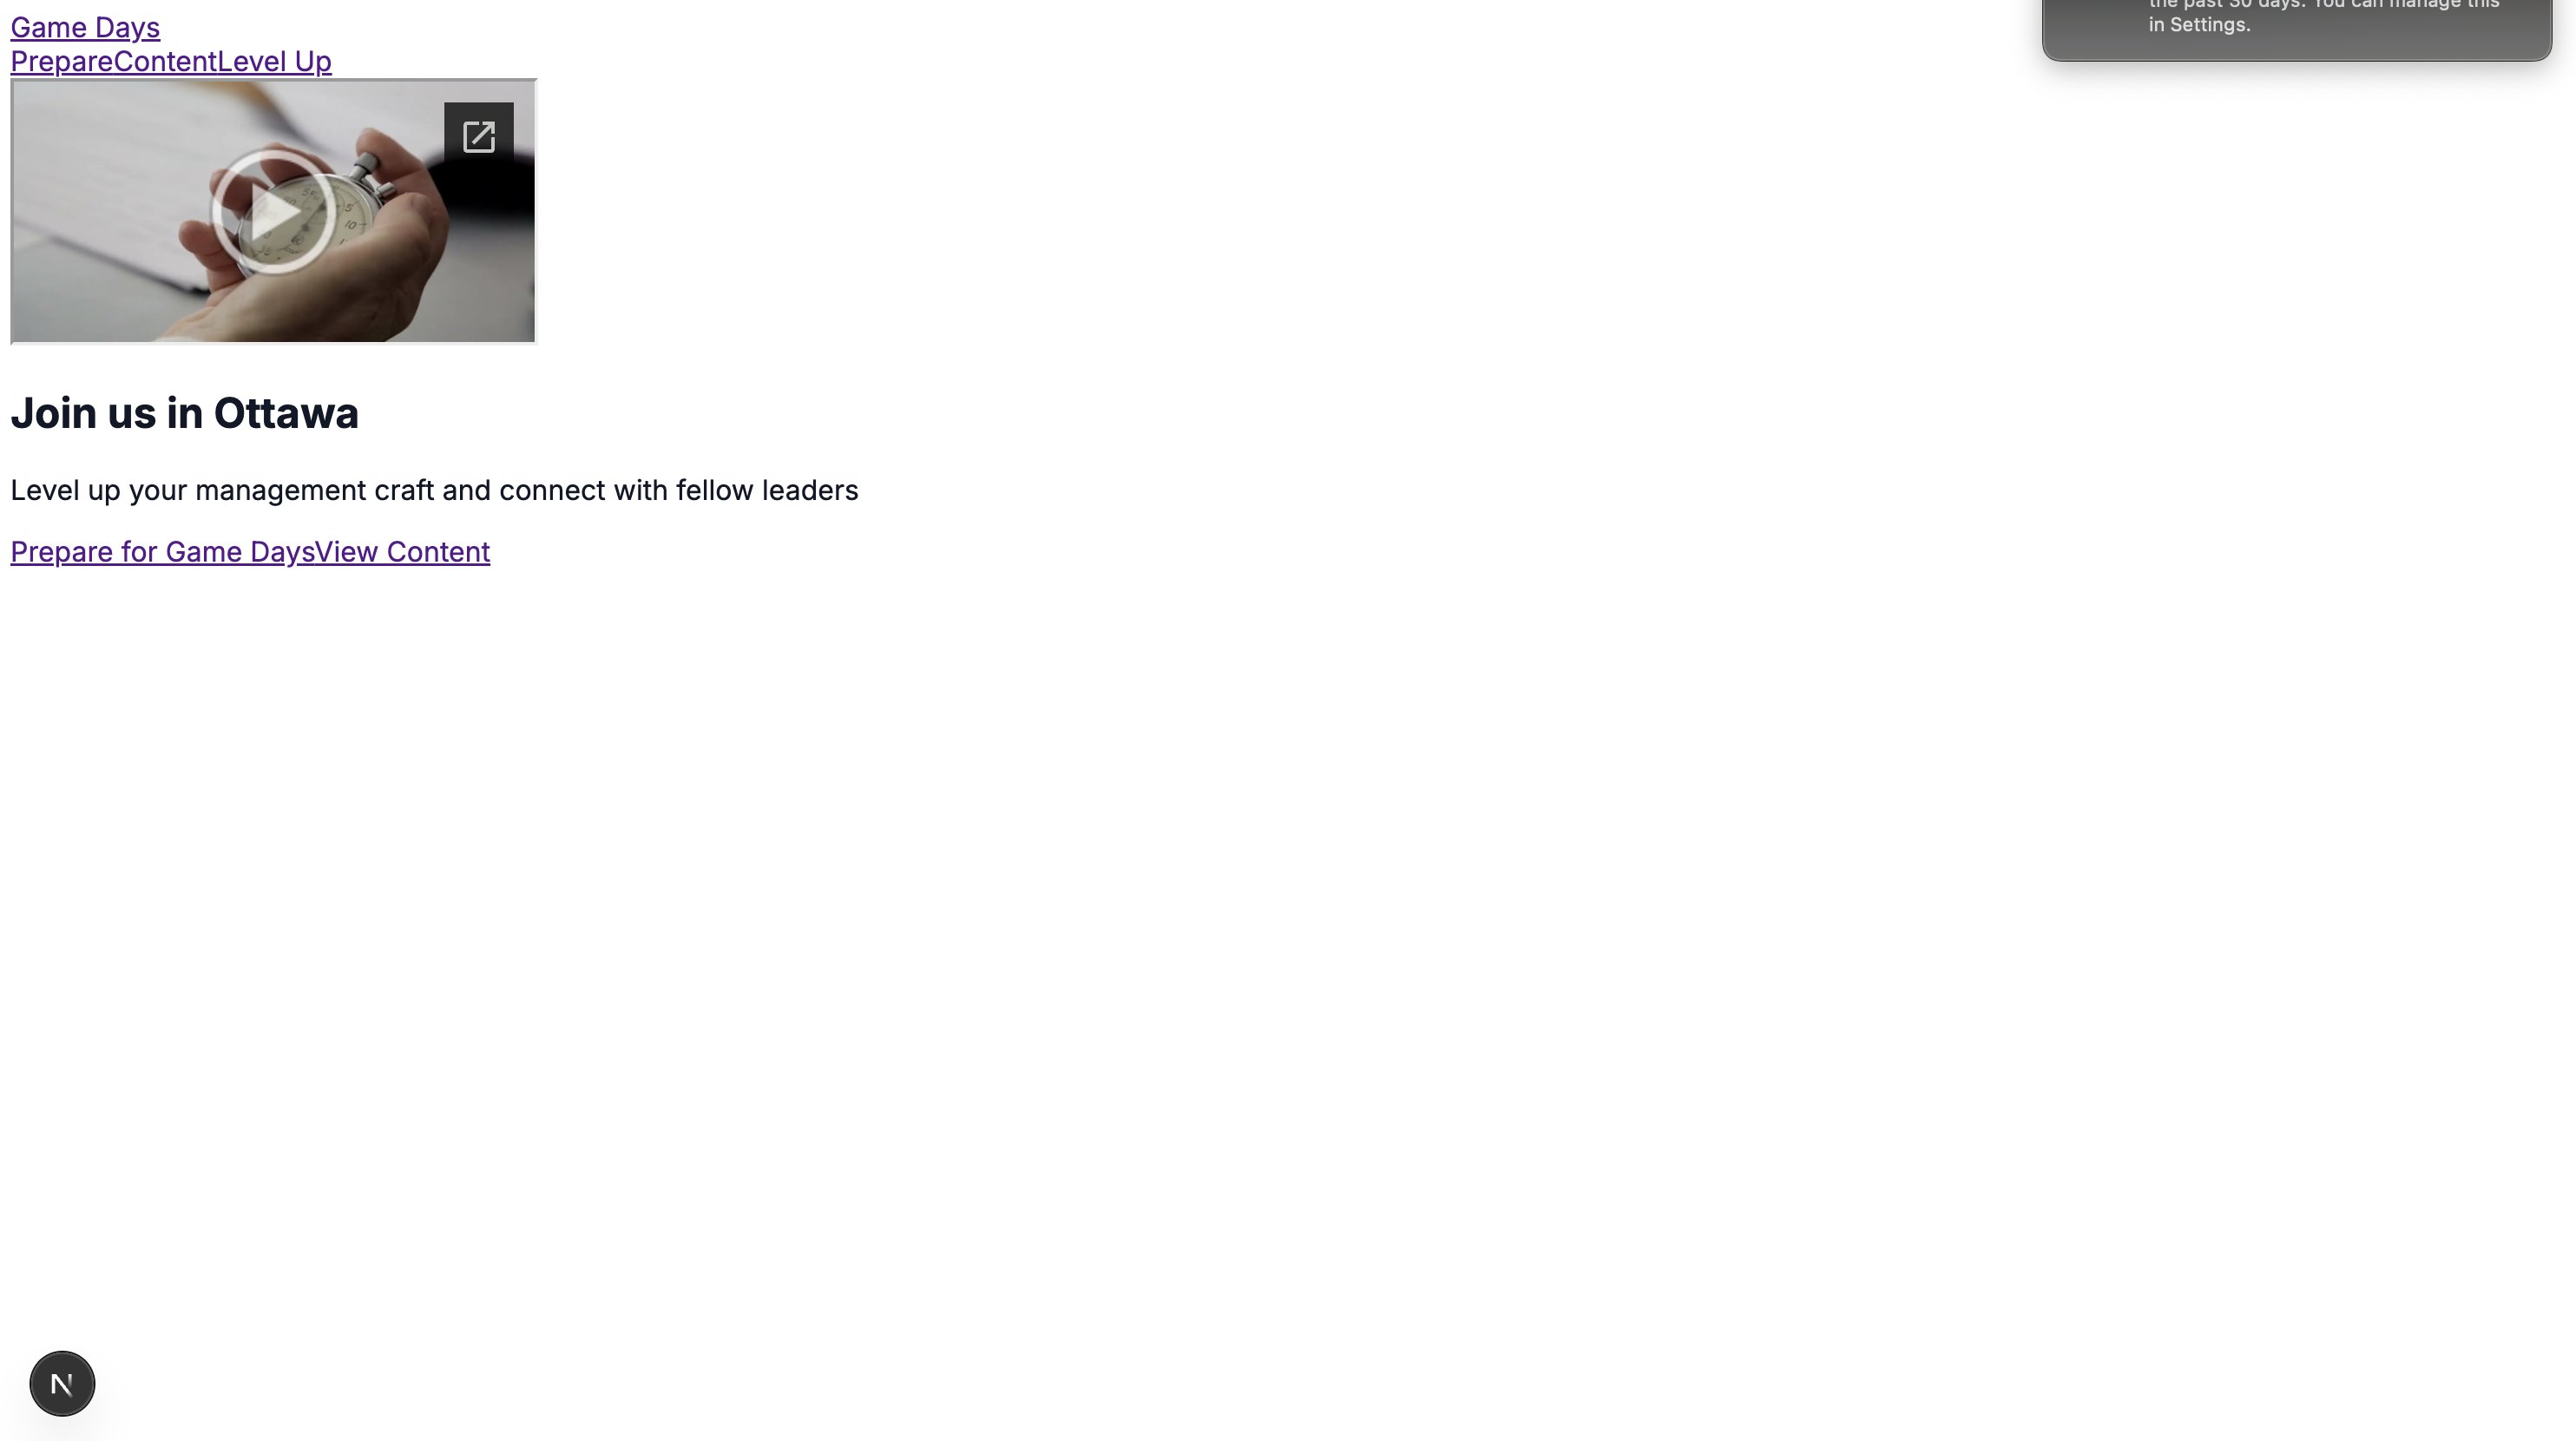 Game Days
PrepareContentLevel Up
Join us in Ottawa
Level up your management craft and connect with fellow leaders
Prepare for Game DaysView Content
the past 30 days. You can manage this
in Settings.
N